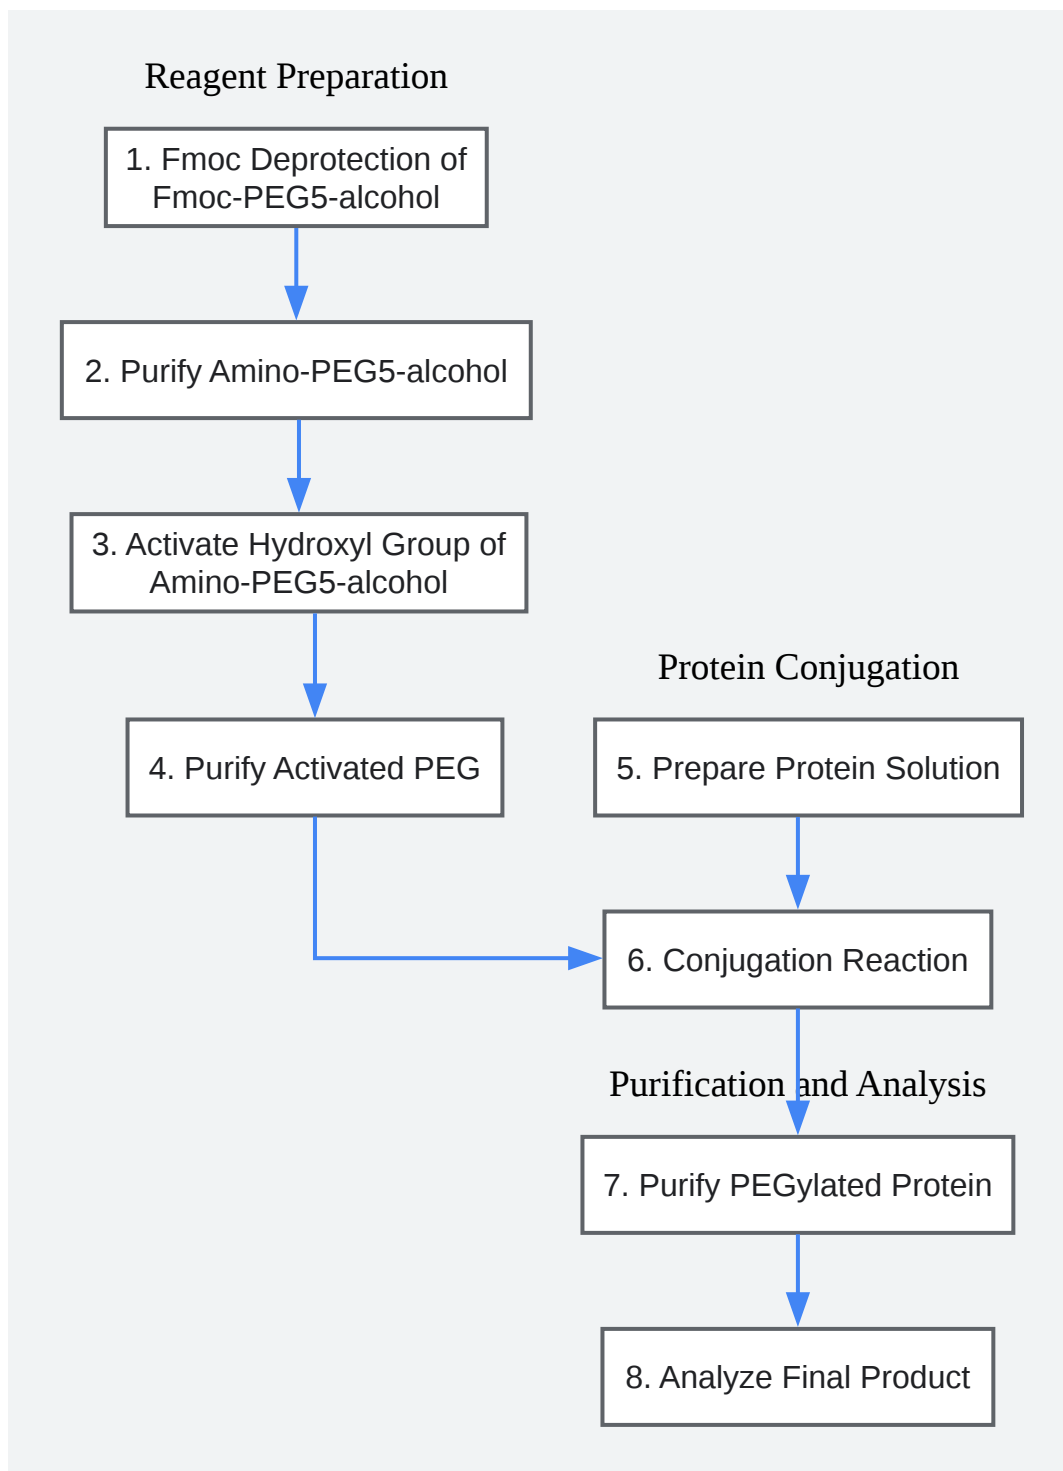 Reagent Preparation
1. Fmoc Deprotection of
Fmoc-PEG5-alcohol
2. Purify Amino-PEG5-alcohol
3. Activate Hydroxyl Group of
Amino-PEG5-alcohol
4. Purify Activated PEG
Protein Conjugation
5. Prepare Protein Solution
6. Conjugation Reaction
Purification and Analysis
7. Purify PEGylated Protein
8. Analyze Final Product